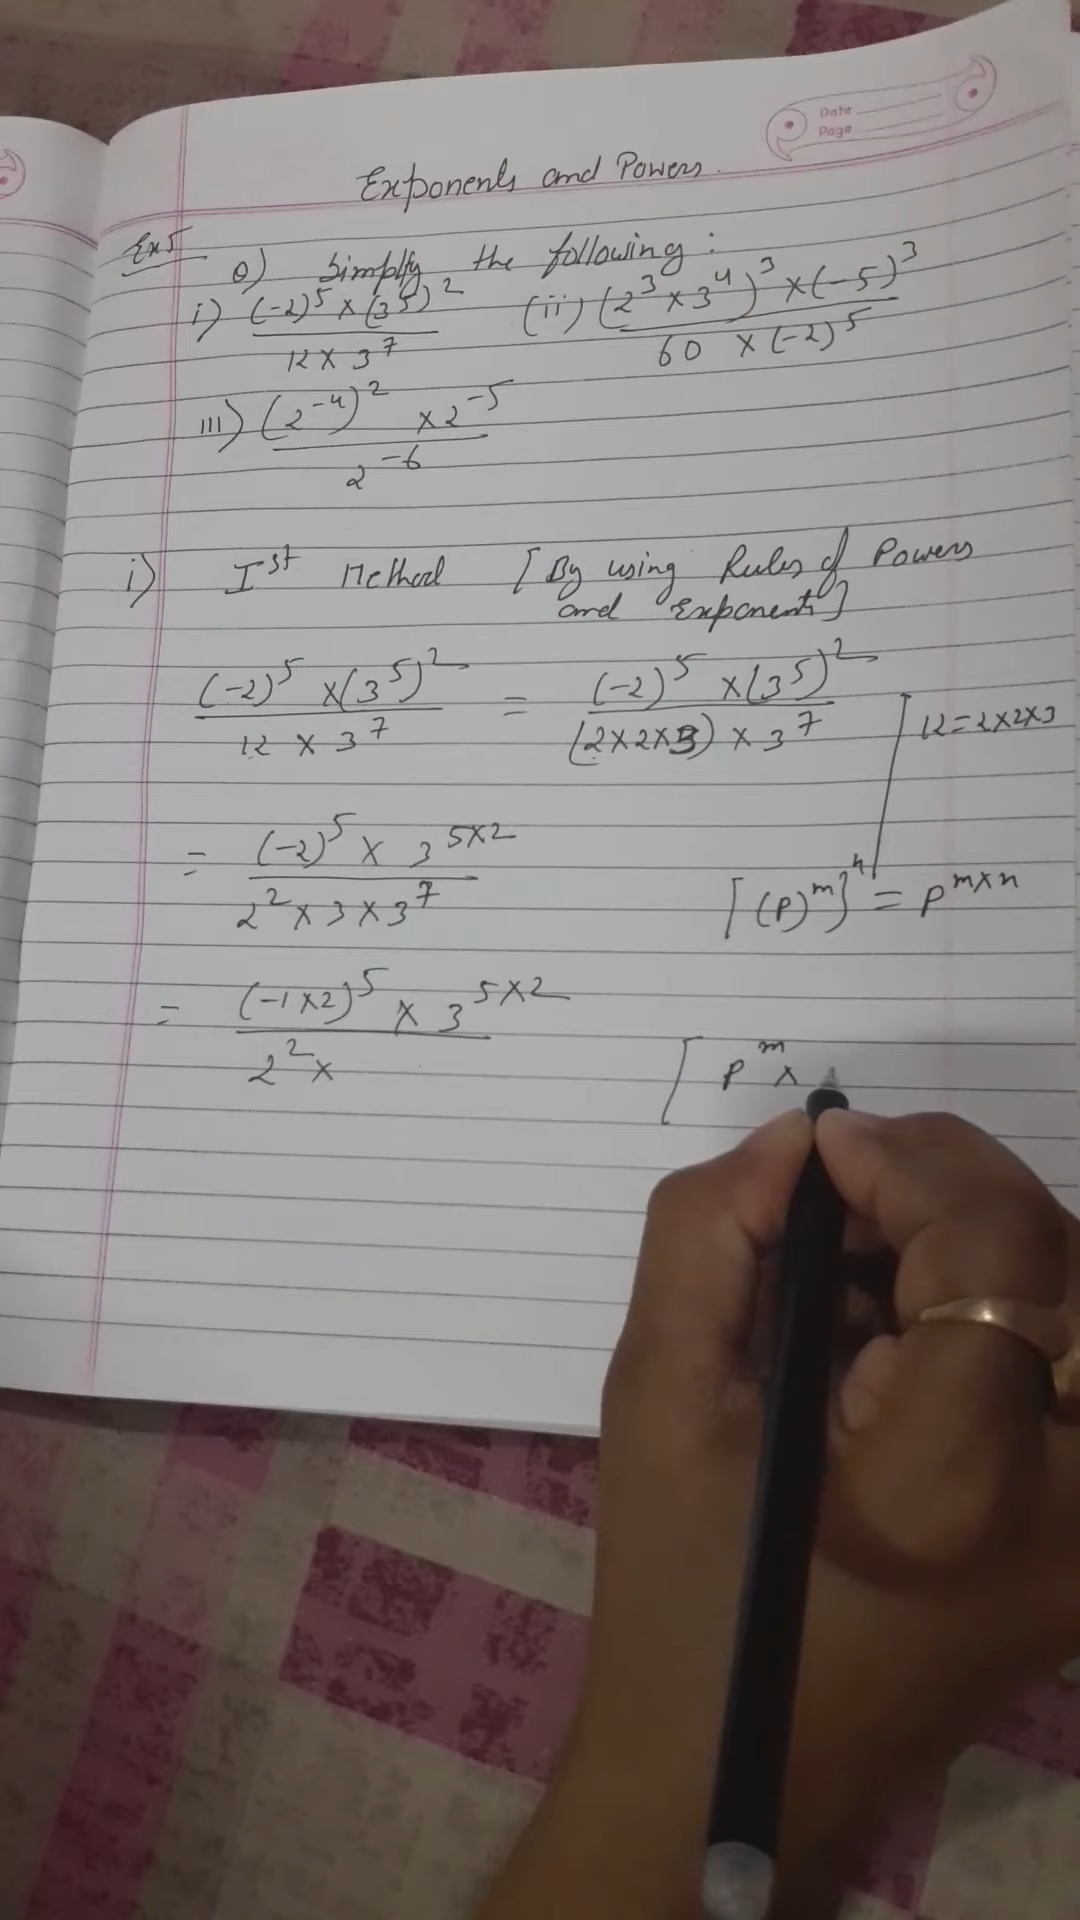 Date
Page
Exponents and Powers.
Ex 5
Q) Simplify the following :
i) (-2)^5 × (3^5)^2 / 12 × 3^7 (ii) (2^3 × 3^4)^3 × (-5)^3 / 60 × (-2)^5
iii) (2^-4)^2 × 2^-5 / 2^-6
i) Ist Method [By using Rules of Powers
and Exponents]
(-2)^5 × (3^5)^2 / 12 × 3^7 = (-2)^5 × (3^5)^2 / (2×2×3) × 3^7 [12 = 2×2×3
= (-2)^5 × 3^5×2 / 2^2 × 3 × 3^7 [(P)^m}^n = P^m×n
= (-1×2)^5 × 3^5×2 / 2^2 × [P^m ×